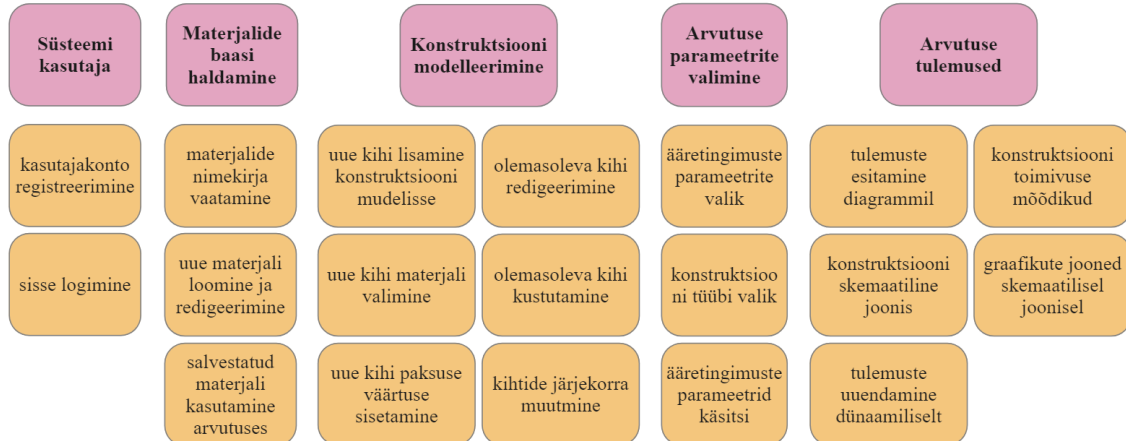 Süsteemi
kasutaja
Materjalide
baasi
haldamine
Konstruktsiooni
modelleerimine
Arvutuse
parameetrite
valimine
Arvutuse
tulemused
kasutajakonto
registreerimine
materjalide
nimekirja
vaatamine
uue kihi lisamine
konstruktsiooni
mudelisse
olemasoleva kihi
redigeerimine
ääretingimuste
parameetrite
valik
tulemuste
esitamine
diagrammil
konstruktsiooni
toimivuse
mõõdikud
sisse logimine
uue materjali
loomine ja
redigeerimine
uue kihi materjali
valimine
olemasoleva kihi
kustutamine
konstruktsioo
ni tüübi valik
konstruktsiooni
skemaatiline
joonis
graafikute jooned
skemaatilisel
joonisel
salvestatud
materjali
kasutamine
arvutuses
uue kihi paksuse
väärtuse
sisetamine
kihtide järjekorra
muutmine
ääretingimuste
parameetrid
käsitsi
tulemuste
uuendamine
dünaamiliselt